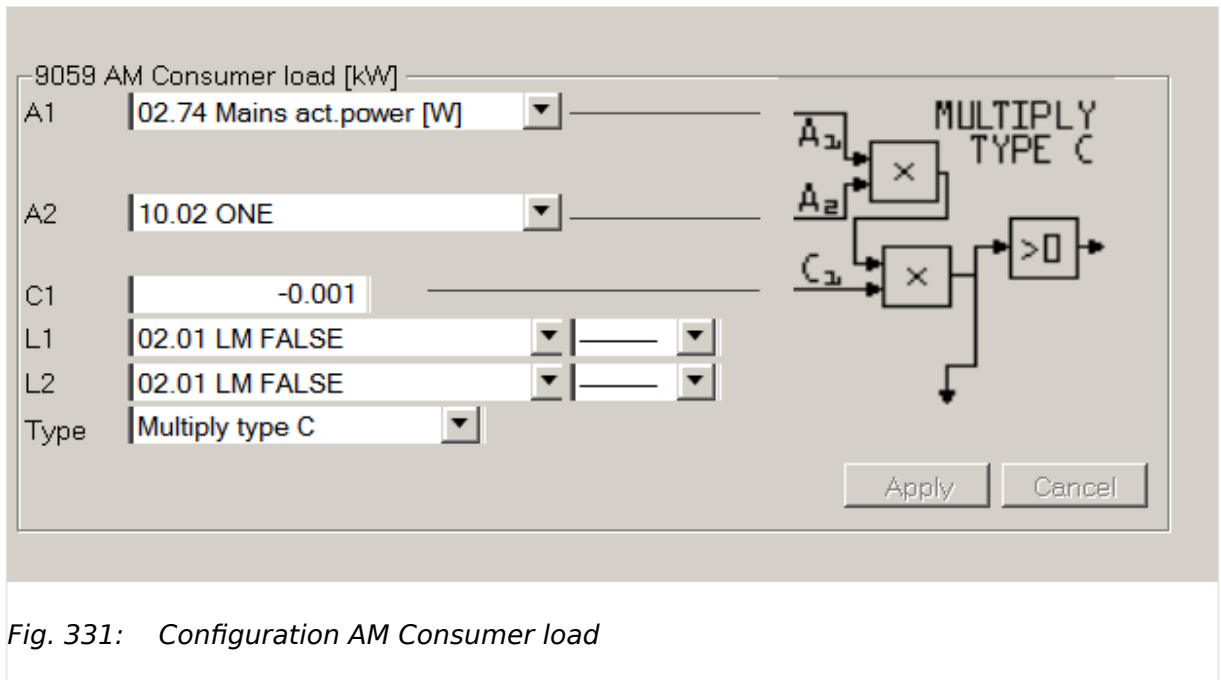 9059 AM Consumer load [kW]
A1 02.74 Mains act.power [W]
A2 10.02 ONE
C1 -0.001
L1 02.01 LM FALSE
L2 02.01 LM FALSE
Type Multiply type C
MULTIPLY
TYPE C
A1
A2
C1
×
×
>0
Apply Cancel
Fig. 331: Configuration AM Consumer load